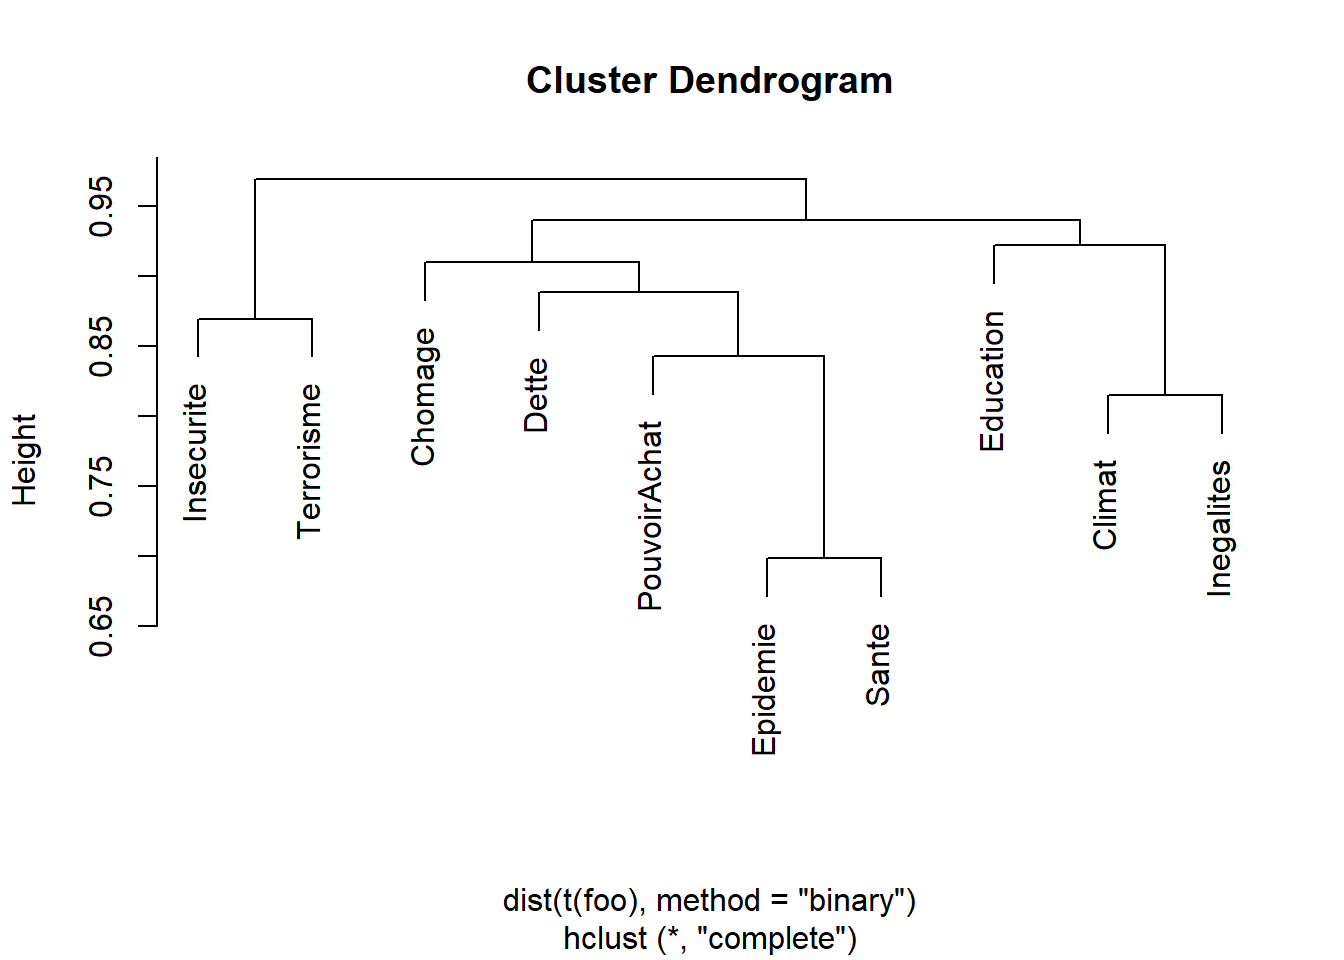 Cluster Dendrogram
Height
0.95
0.85
0.75
0.65
Insecurite
Terrorisme
Chomage
Dette
PouvoirAchat
Epidemie
Sante
Education
Climat
Inegalites
dist(t(foo), method = "binary")
hclust (*, "complete")